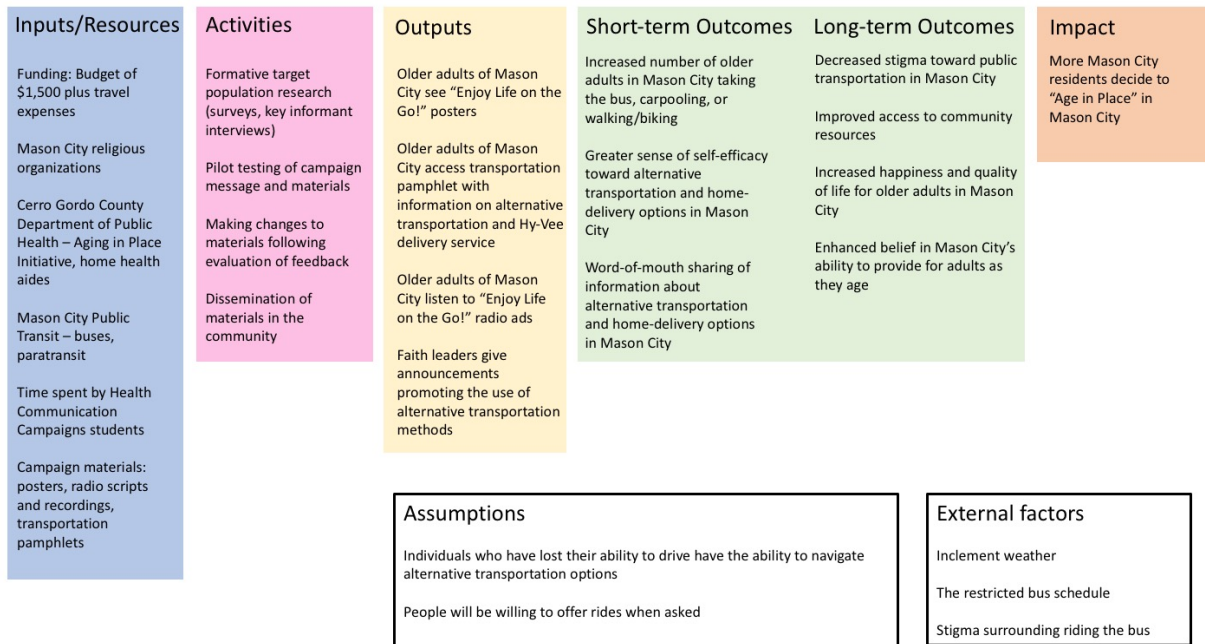 Inputs/Resources
Funding: Budget of
$1,500 plus travel
expenses
Mason City religious
organizations
Cerro Gordo County
Department of Public
Health – Aging in Place
Initiative, home health
aides
Mason City Public
Transit – buses,
paratransit
Time spent by Health
Communication
Campaigns students
Campaign materials:
posters, radio scripts
and recordings,
transportation
pamphlets
Activities
Formative target
population research
(surveys, key informant
interviews)
Pilot testing of campaign
message and materials
Making changes to
materials following
evaluation of feedback
Dissemination of
materials in the
community
Outputs
Older adults of Mason
City see “Enjoy Life on the
Go!” posters
Older adults of Mason
City access transportation
pamphlet with
information on alternative
transportation and Hy-Vee
delivery service
Older adults of Mason
City listen to “Enjoy Life
on the Go!” radio ads
Faith leaders give
announcements
promoting the use of
alternative transportation
methods
Short-term Outcomes
Increased number of older
adults in Mason City taking
the bus, carpooling, or
walking/biking
Greater sense of self-efficacy
toward alternative
transportation and home-
delivery options in Mason
City
Word-of-mouth sharing of
information about
alternative transportation
and home-delivery options
in Mason City
Long-term Outcomes
Decreased stigma toward public
transportation in Mason City
Improved access to community
resources
Increased happiness and quality
of life for older adults in Mason
City
Enhanced belief in Mason City’s
ability to provide for adults as
they age
Impact
More Mason City
residents decide to
“Age in Place” in
Mason City
Assumptions
Individuals who have lost their ability to drive have the ability to navigate
alternative transportation options
People will be willing to offer rides when asked
External factors
Inclement weather
The restricted bus schedule
Stigma surrounding riding the bus